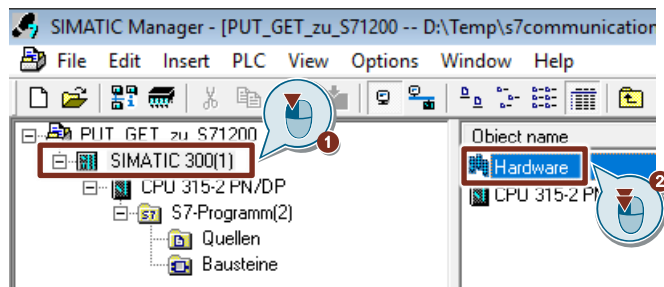 SIMATIC Manager - [PUT_GET_zu_S71200 -- D:\Temp\s7communication
File Edit Insert PLC View Options Window Help
PUT_GET_zu_S71200
SIMATIC 300(1)
1
CPU 315-2 PN/DP
S7-Programm(2)
S7
Quellen
Bausteine
Object name
Hardware
2
CPU 315-2 PN